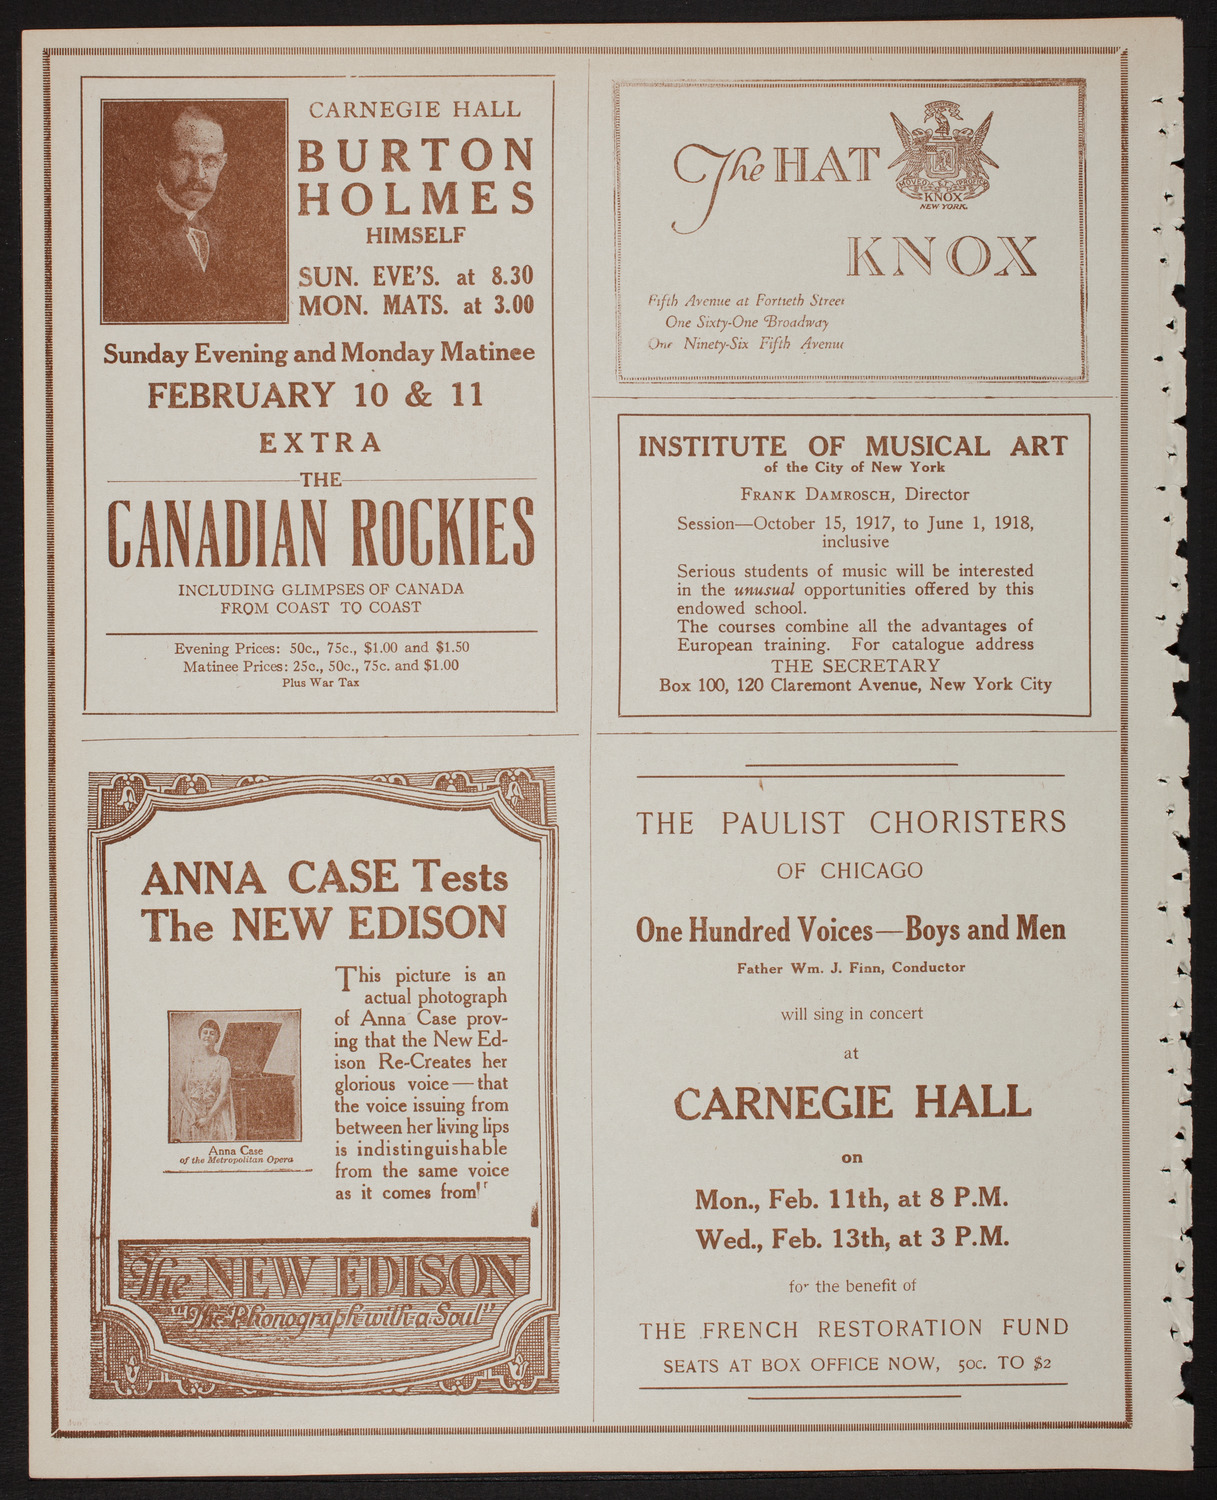 CARNEGIE HALL
BURTON
HOLMES
HIMSELF
SUN. EVE'S. at 8.30
MON. MATS. at 3.00
Sunday Evening and Monday Matinee
FEBRUARY 10 & 11
EXTRA
THE
CANADIAN ROCKIES
INCLUDING GLIMPSES OF CANADA
FROM COAST TO COAST
Evening Prices: 50c., 75c., $1.00 and $1.50
Matinee Prices: 25c., 50c., 75c. and $1.00
Plus War Tax
The HAT
KNOX
NEW YORK.
KNOX
Fifth Avenue at Fortieth Street
One Sixty-One Broadway
One Ninety-Six Fifth Avenue
INSTITUTE OF MUSICAL ART
of the City of New York
FRANK DAMROSCH, Director
Session—October 15, 1917, to June 1, 1918,
inclusive
Serious students of music will be interested
in the unusual opportunities offered by this
endowed school.
The courses combine all the advantages of
European training. For catalogue address
THE SECRETARY
Box 100, 120 Claremont Avenue, New York City
ANNA CASE Tests
The NEW EDISON
This picture is an
actual photograph
of Anna Case prov-
ing that the New Ed-
ison Re-Creates her
glorious voice—that
the voice issuing from
between her living lips
is indistinguishable
from the same voice
as it comes from
Anna Case
of the Metropolitan Opera
The NEW EDISON
"The Phonograph with a Soul"
THE PAULIST CHORISTERS
OF CHICAGO
One Hundred Voices—Boys and Men
Father Wm. J. Finn, Conductor
will sing in concert
at
CARNEGIE HALL
on
Mon., Feb. 11th, at 8 P.M.
Wed., Feb. 13th, at 3 P.M.
for the benefit of
THE FRENCH RESTORATION FUND
SEATS AT BOX OFFICE NOW, 50c. TO $2